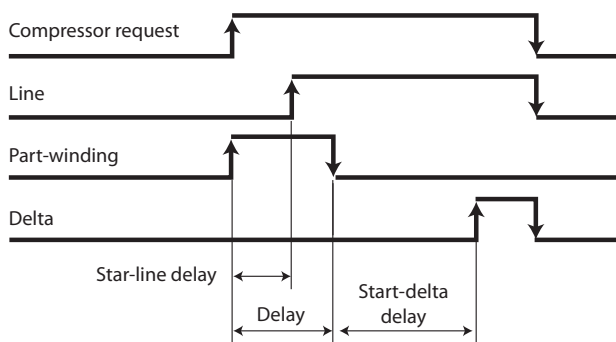 Compressor request
Line
Part-winding
Delta
Star-line delay
Delay
Start-delta
delay